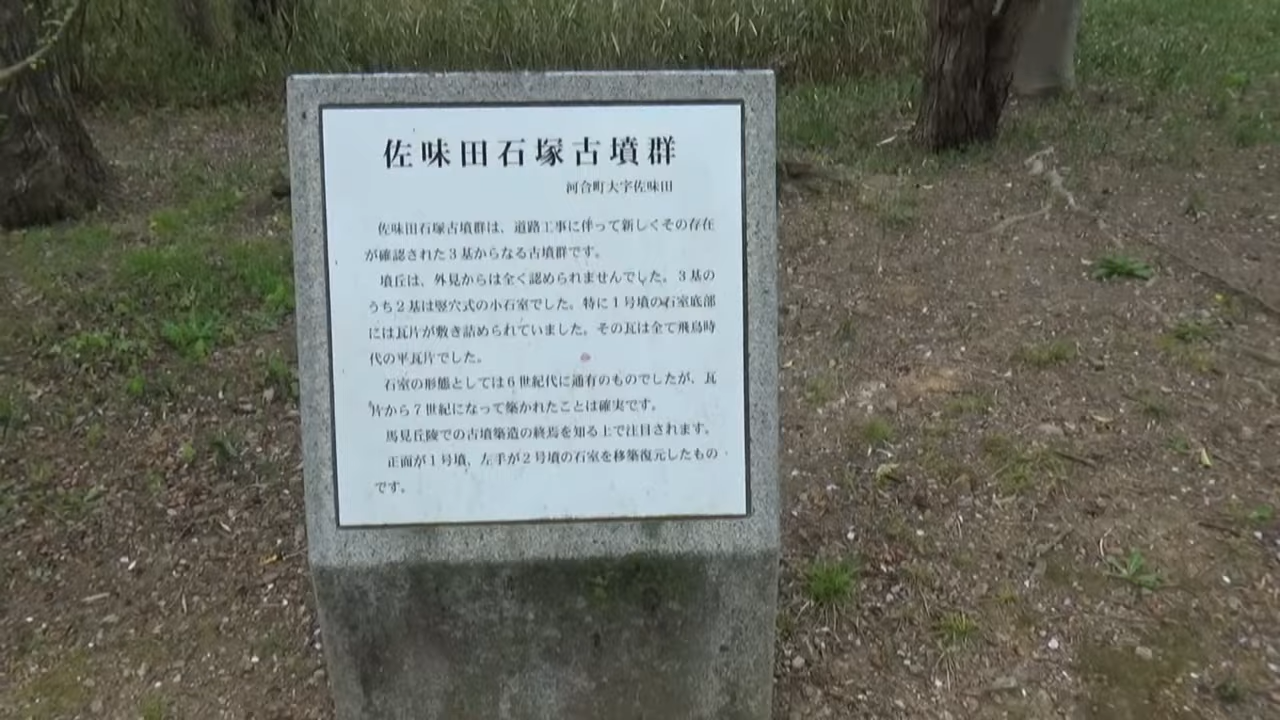 佐味田石塚古墳群
河合町大字佐味田
佐味田石塚古墳群は、道路工事に伴って新しくその存在
が確認された3基からなる古墳群です。
墳丘は、外見からは全く認められませんでした。3基の
うち2基は竪穴式の小石室でした。特に1号墳の石室底部
には瓦片が敷き詰められていました。その瓦は全て飛鳥時
代の平瓦片でした。
石室の形態としては6世紀代に通有のものでしたが、瓦
片から7世紀になって築かれたことは確実です。
馬見丘陵での古墳築造の終焉を知る上で注目されます。
正面が1号墳、左手が2号墳の石室を移築復元したもの
です。